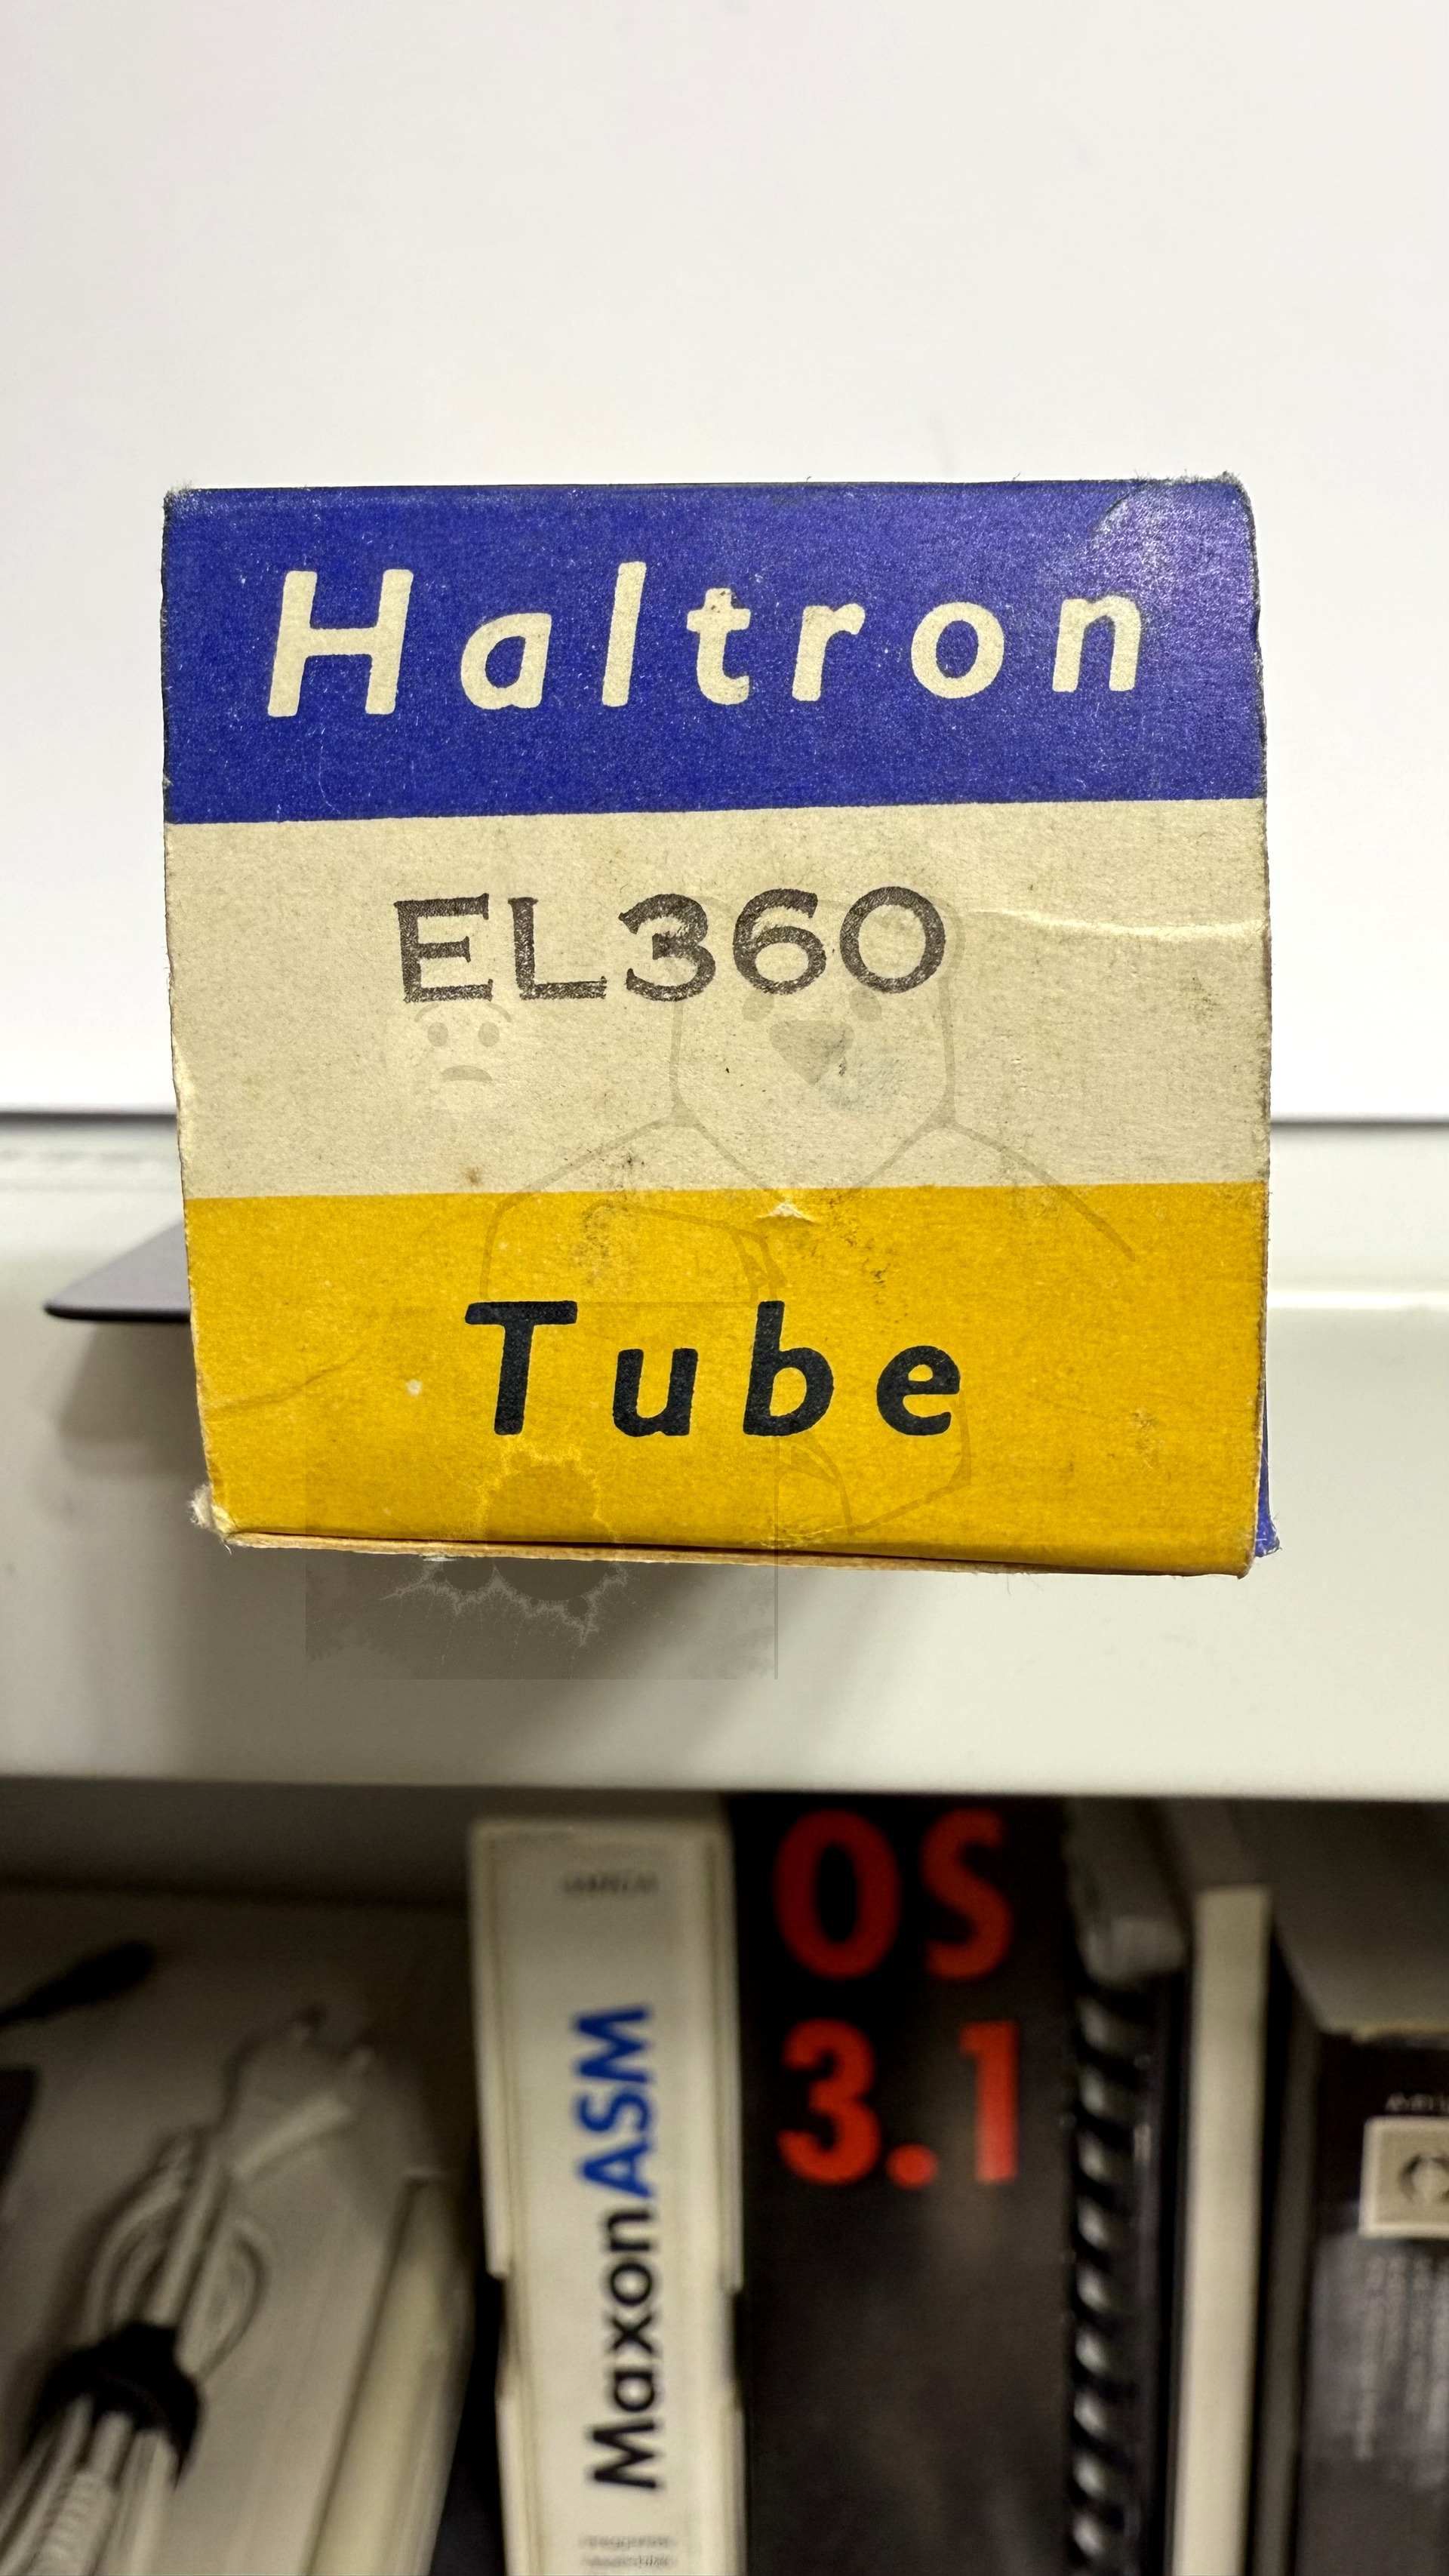 Haltron
EL360
Tube
OS
3.1
MaxonASM